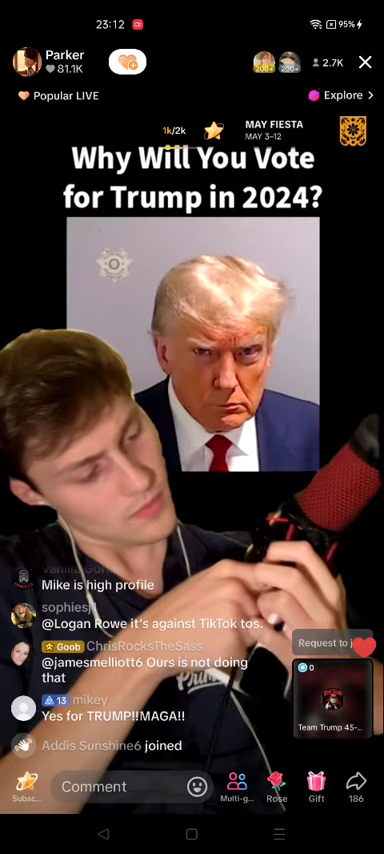 23:12
95%
Parker
81.1K
200+
200+
2.7K
X
Popular LIVE
Explore >
1k/2k
MAY FIESTA
MAY 3–12
Why Will You Vote
for Trump in 2024?
Mike is high profile
@Logan Rowe it's against TikTok tos.
Goob ChrisRocksTheSass
@jamesmelliott6 Ours is not doing
that
13 mikey
Yes for TRUMP!!MAGA!!
Addis Sunshine6 joined
Request to j
0
Team Trump 45-...
Subsc...
Comment
Multi-g...
Rose
Gift
186